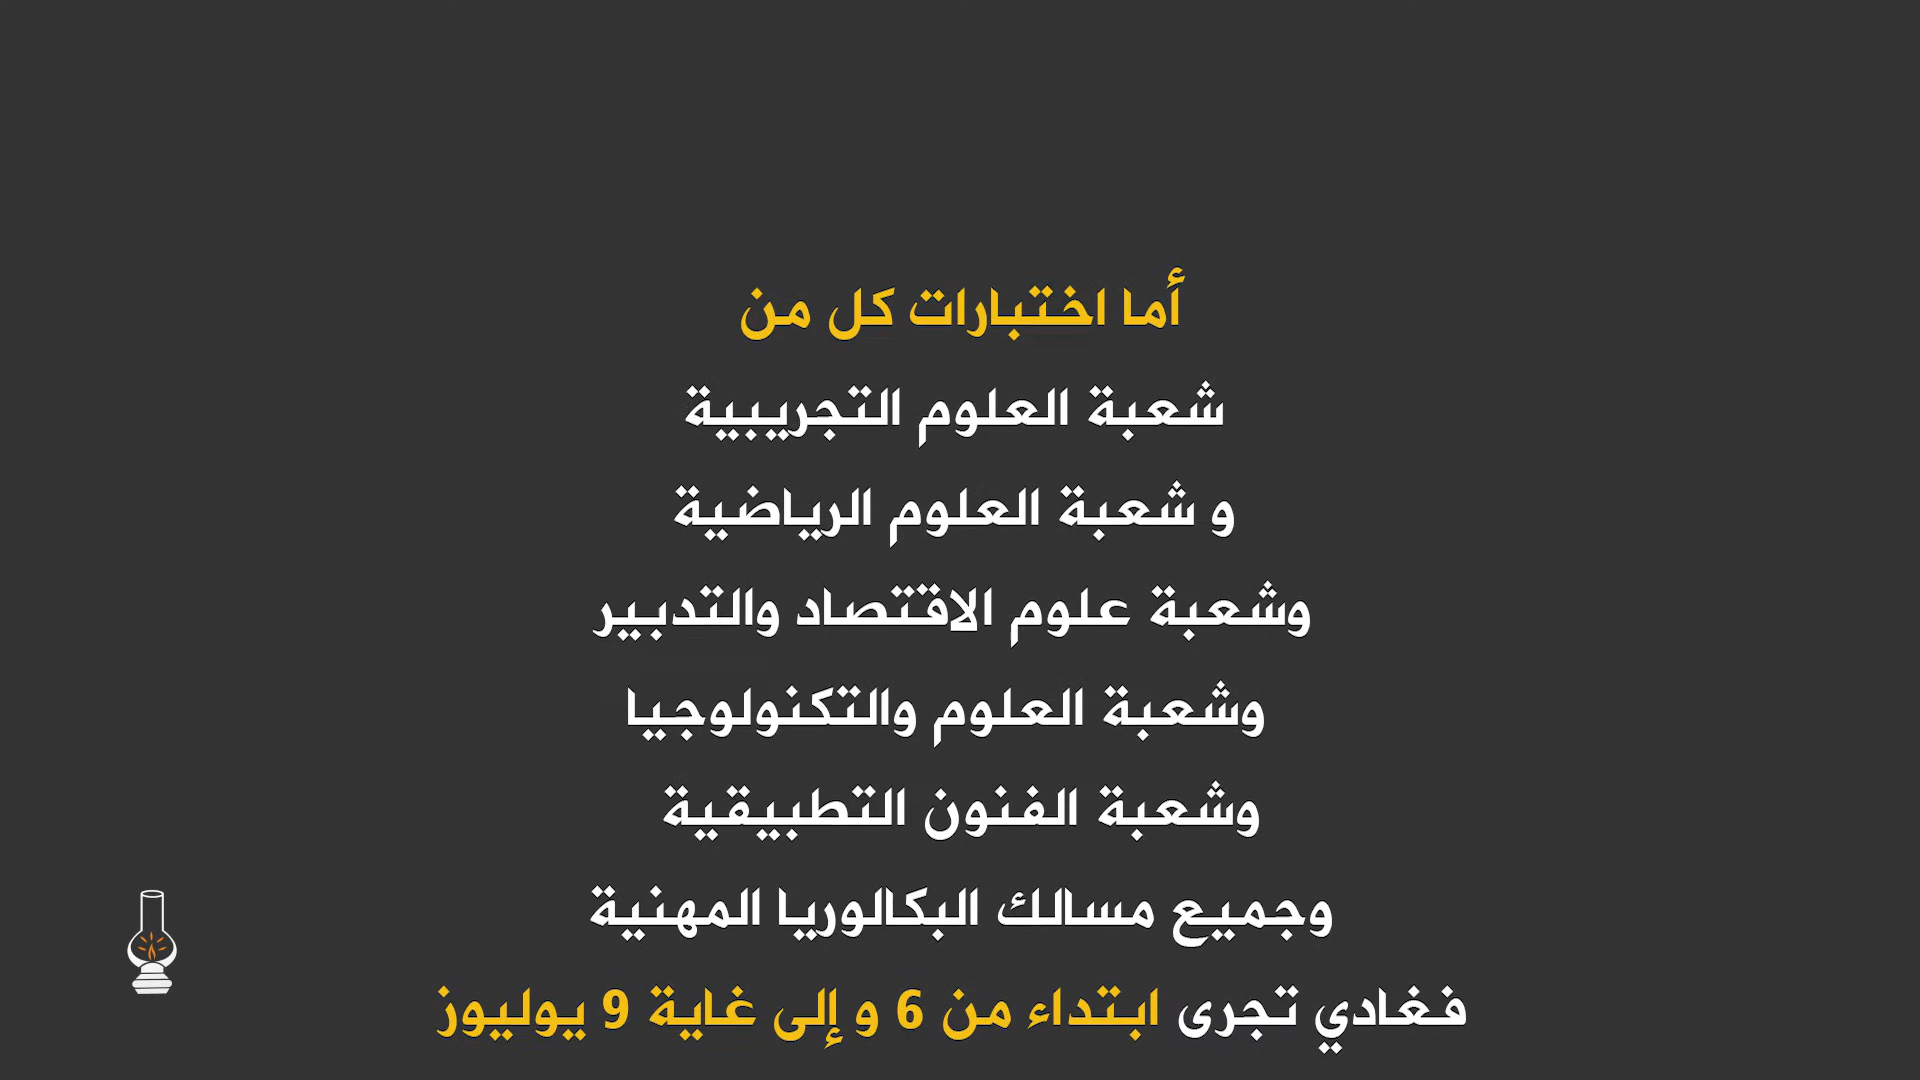 أما اختبارات كل من
شعبة العلوم التجريبية
و شعبة العلوم الرياضية
وشعبة علوم الاقتصاد والتدبير
وشعبة العلوم والتكنولوجيا
وشعبة الفنون التطبيقية
وجميع مسالك البكالوريا المهنية
فغادي تجرى ابتداء من 6 و إلى غاية 9 يوليوز